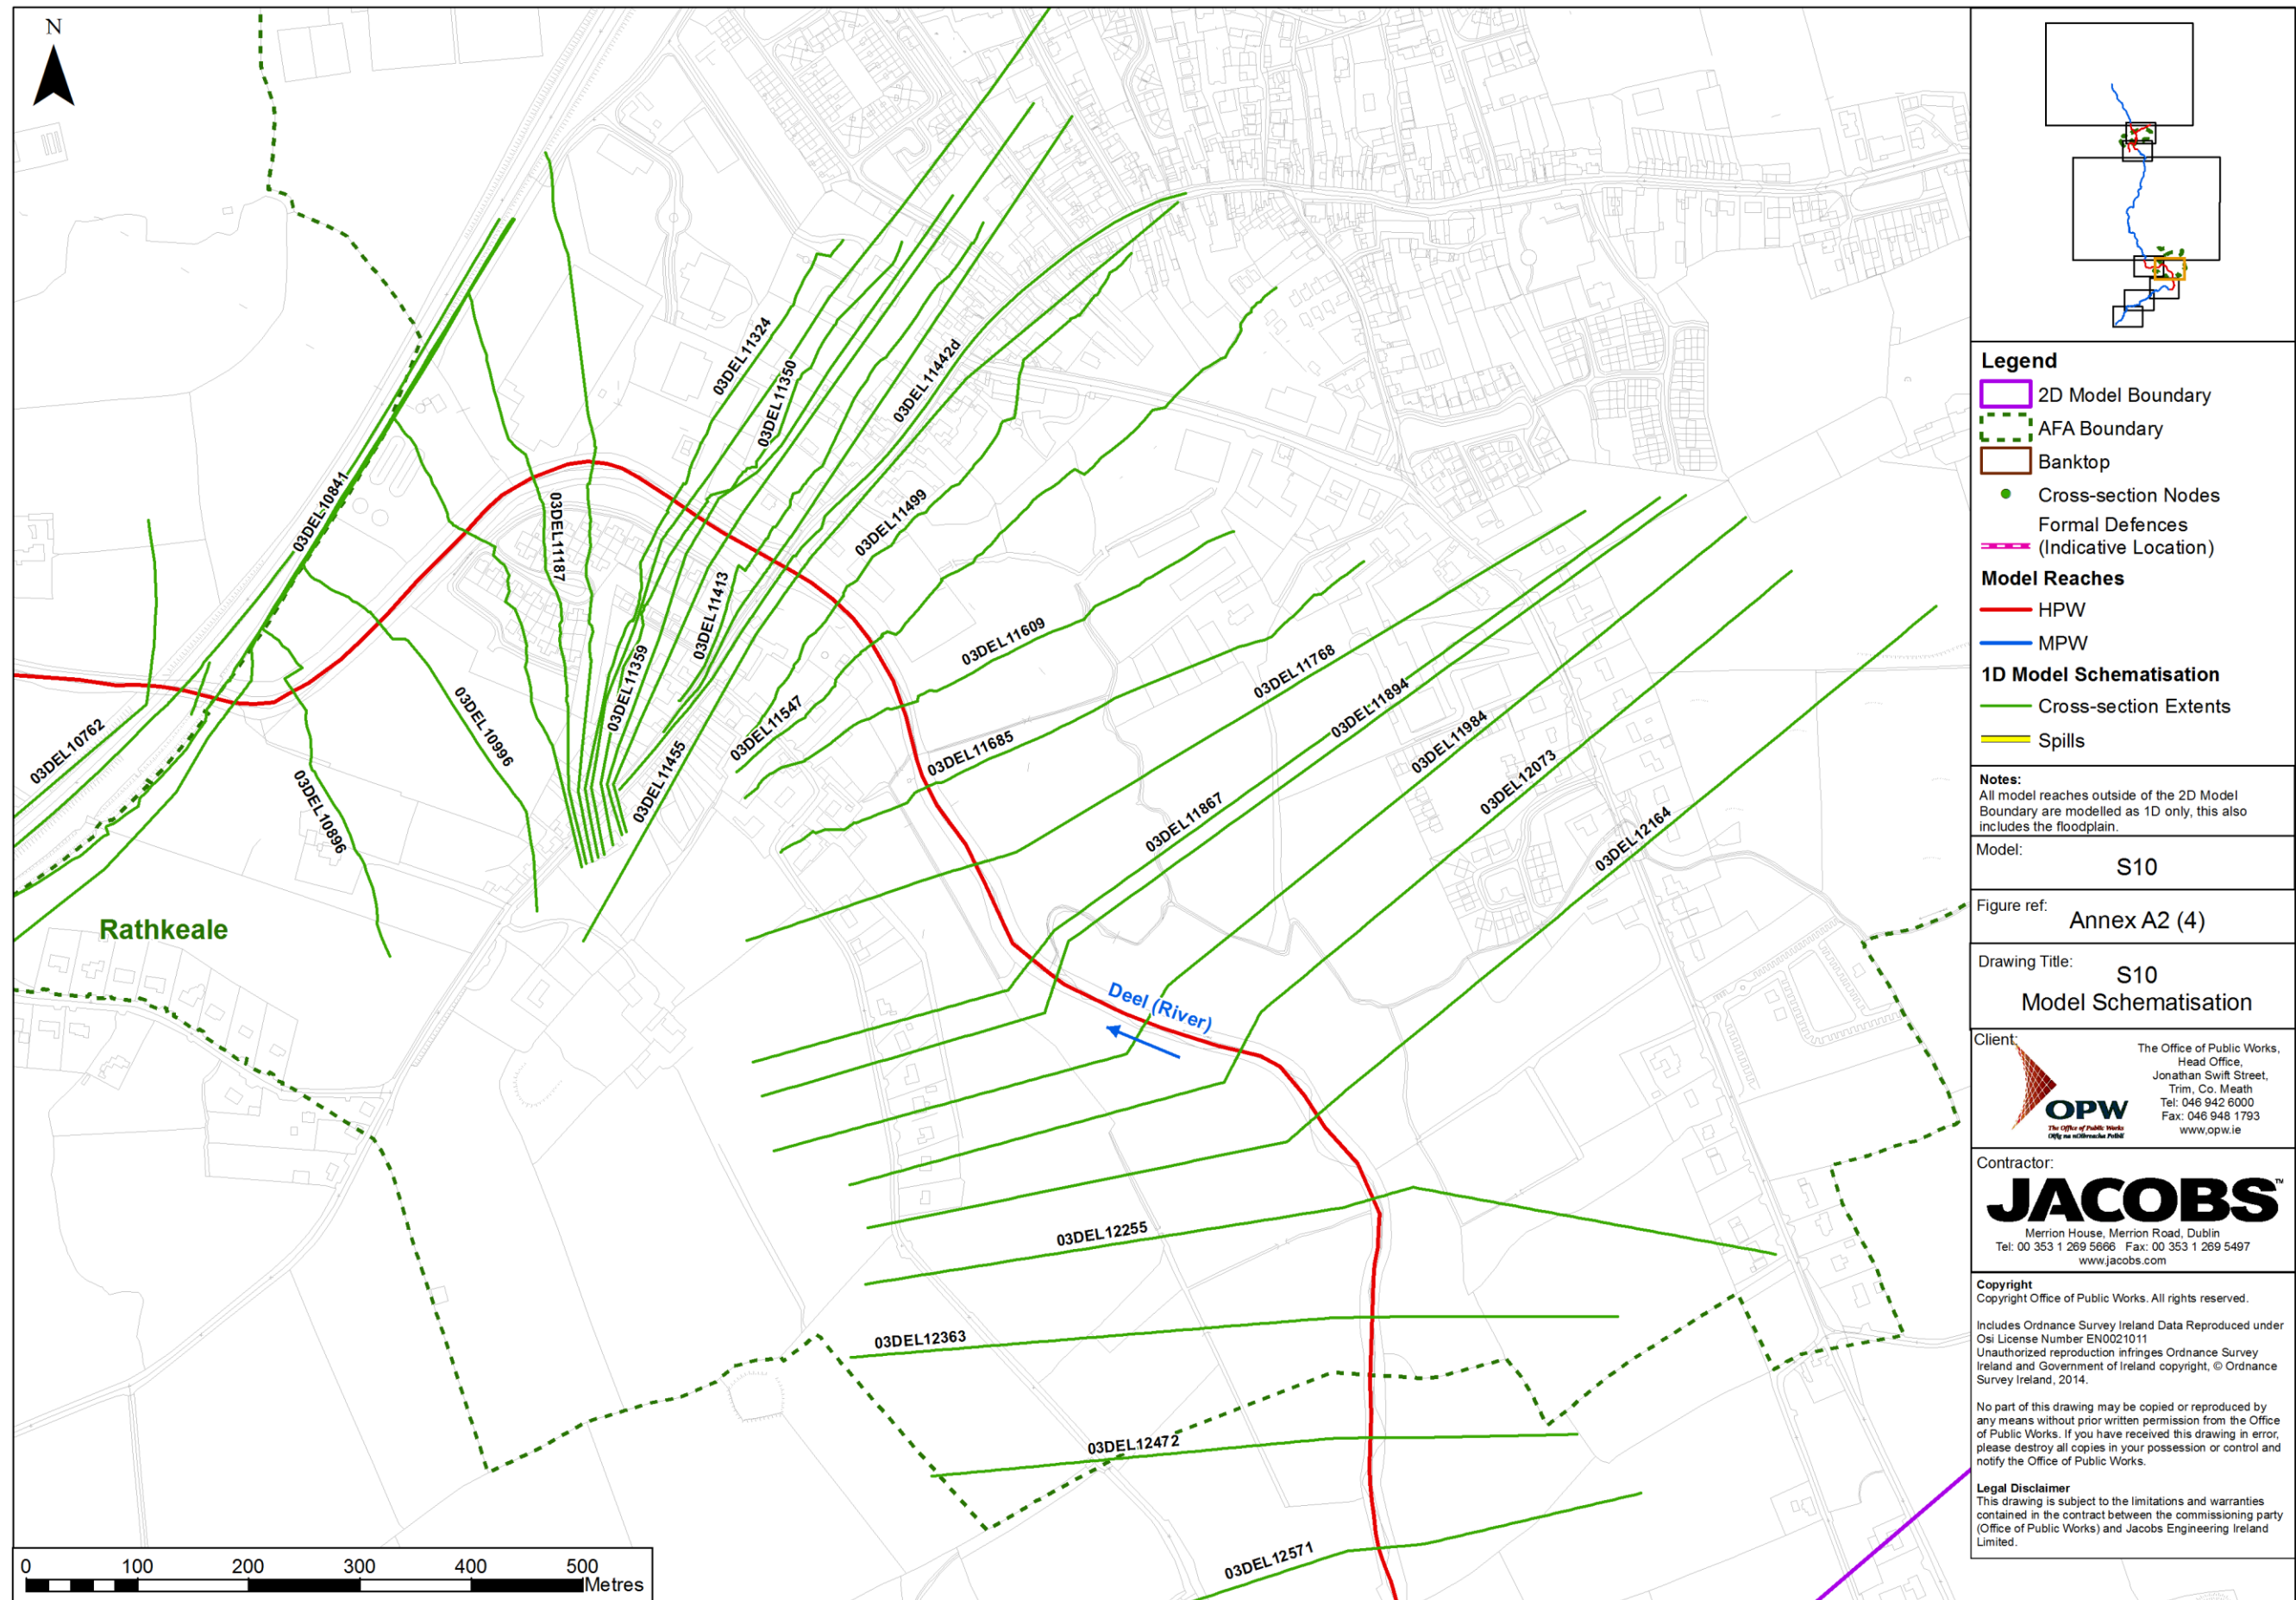 N
03DEL11324
03DEL11350
03DEL11442d
03DEL10841
03DEL11187
03DEL11499
03DEL11413
03DEL11609
03DEL11359
03DEL11768
03DEL10996
03DEL11547
03DEL11894
03DEL10762
03DEL11685
03DEL11984
03DEL11455
03DEL12073
03DEL10896
03DEL11867
03DEL12164
Rathkeale
Deel (River)
03DEL12255
03DEL12363
03DEL12472
03DEL12571
0 100 200 300 400 500
Metres
Legend
2D Model Boundary
AFA Boundary
Banktop
Cross-section Nodes
Formal Defences
(Indicative Location)
Model Reaches
HPW
MPW
1D Model Schematisation
Cross-section Extents
Spills
Notes:
All model reaches outside of the 2D Model
Boundary are modelled as 1D only, this also
includes the floodplain.
Model:
S10
Figure ref:
Annex A2 (4)
Drawing Title:
S10
Model Schematisation
Client:
The Office of Public Works,
Head Office,
Jonathan Swift Street,
Trim, Co. Meath
Tel: 046 942 6000
Fax: 046 948 1793
www,opw.ie
OPW
The Office of Public Works
Oifig na nOibreacha Poiblí
Contractor:
JACOBS™
Merrion House, Merrion Road, Dublin
Tel: 00 353 1 269 5666 Fax: 00 353 1 269 5497
www.jacobs.com
Copyright
Copyright Office of Public Works. All rights reserved.
Includes Ordnance Survey Ireland Data Reproduced under
Osi License Number EN0021011
Unauthorized reproduction infringes Ordnance Survey
Ireland and Government of Ireland copyright, © Ordnance
Survey Ireland, 2014.
No part of this drawing may be copied or reproduced by
any means without prior written permission from the Office
of Public Works. If you have received this drawing in error,
please destroy all copies in your possession or control and
notify the Office of Public Works.
Legal Disclaimer
This drawing is subject to the limitations and warranties
contained in the contract between the commissioning party
(Office of Public Works) and Jacobs Engineering Ireland
Limited.